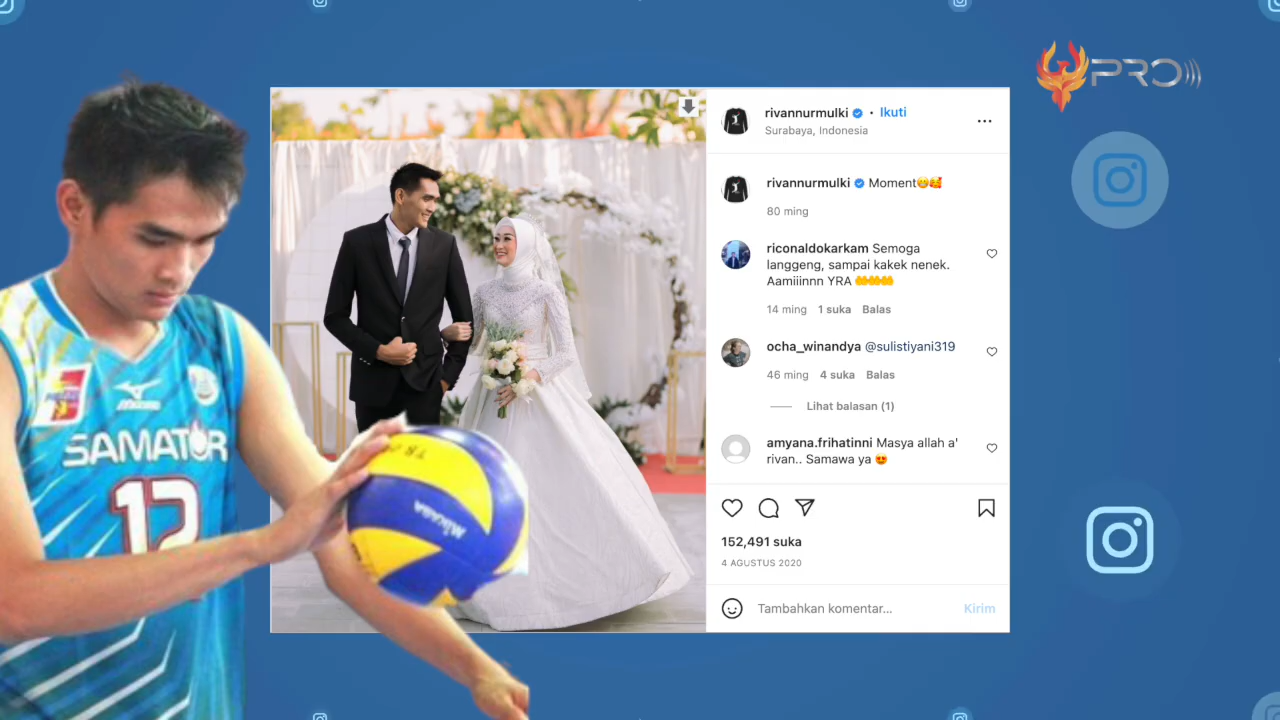 PRO
rivannurmulki • Ikuti
Surabaya, Indonesia
rivannurmulki Moment😚🥰
80 ming
riconaldokarkam Semoga
langgeng, sampai kakek nenek.
Aamiiinnn YRA 🤲🤲🤲
14 ming 1 suka Balas
ocha_winandya @sulistiyani319
46 ming 4 suka Balas
Lihat balasan (1)
amyana.frihatinni Masya allah a'
rivan.. Samawa ya 😍
152,491 suka
4 AGUSTUS 2020
Tambahkan komentar... Kirim
MIZUNO
SAMATOR
12
MIKASA